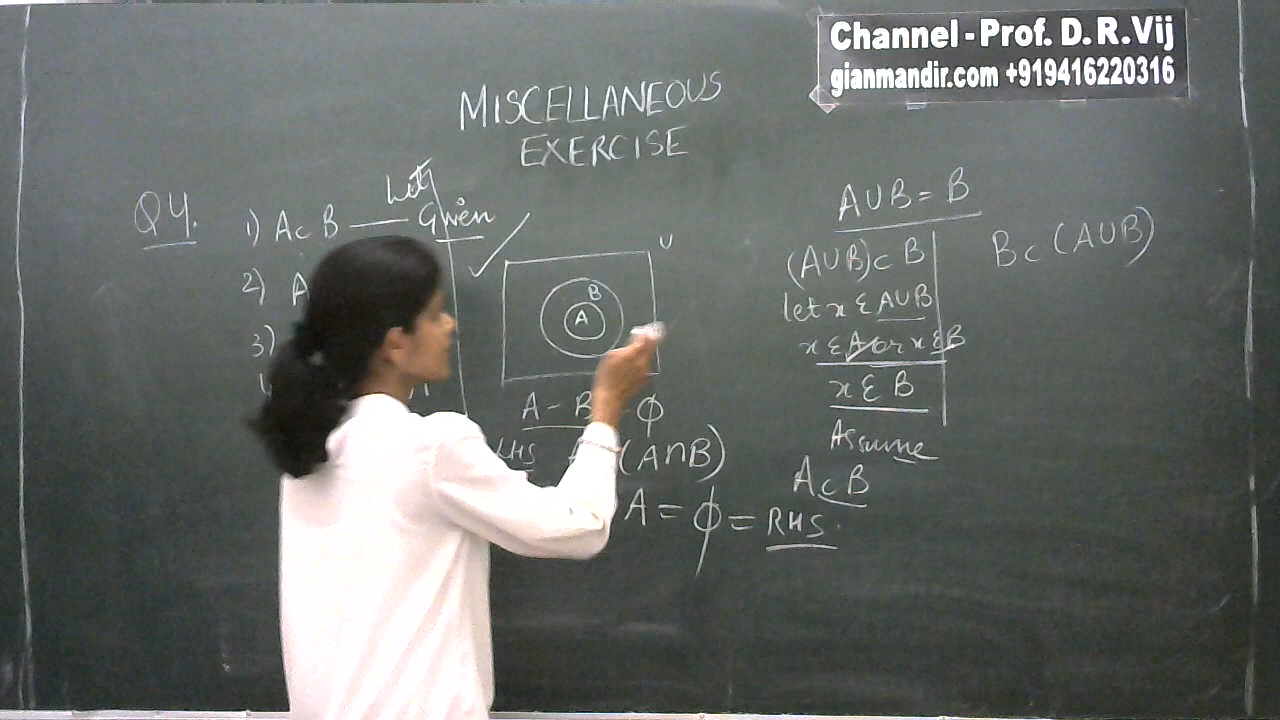 Channel - Prof. D. R. Vij
gianmandir.com +919416220316
MISCELLANEOUS
EXERCISE
Q4.
Let
1) A⊂B — Given
2) A
3)
U
B
A
A - B ϕ
LHS (A∩B)
A = ϕ = RHS.
A∪B = B
(A∪B)⊂B
let x ∈ A∪B
x ∈ A or x ∈ B
x ∈ B
Assume
A⊂B
B⊂(A∪B)